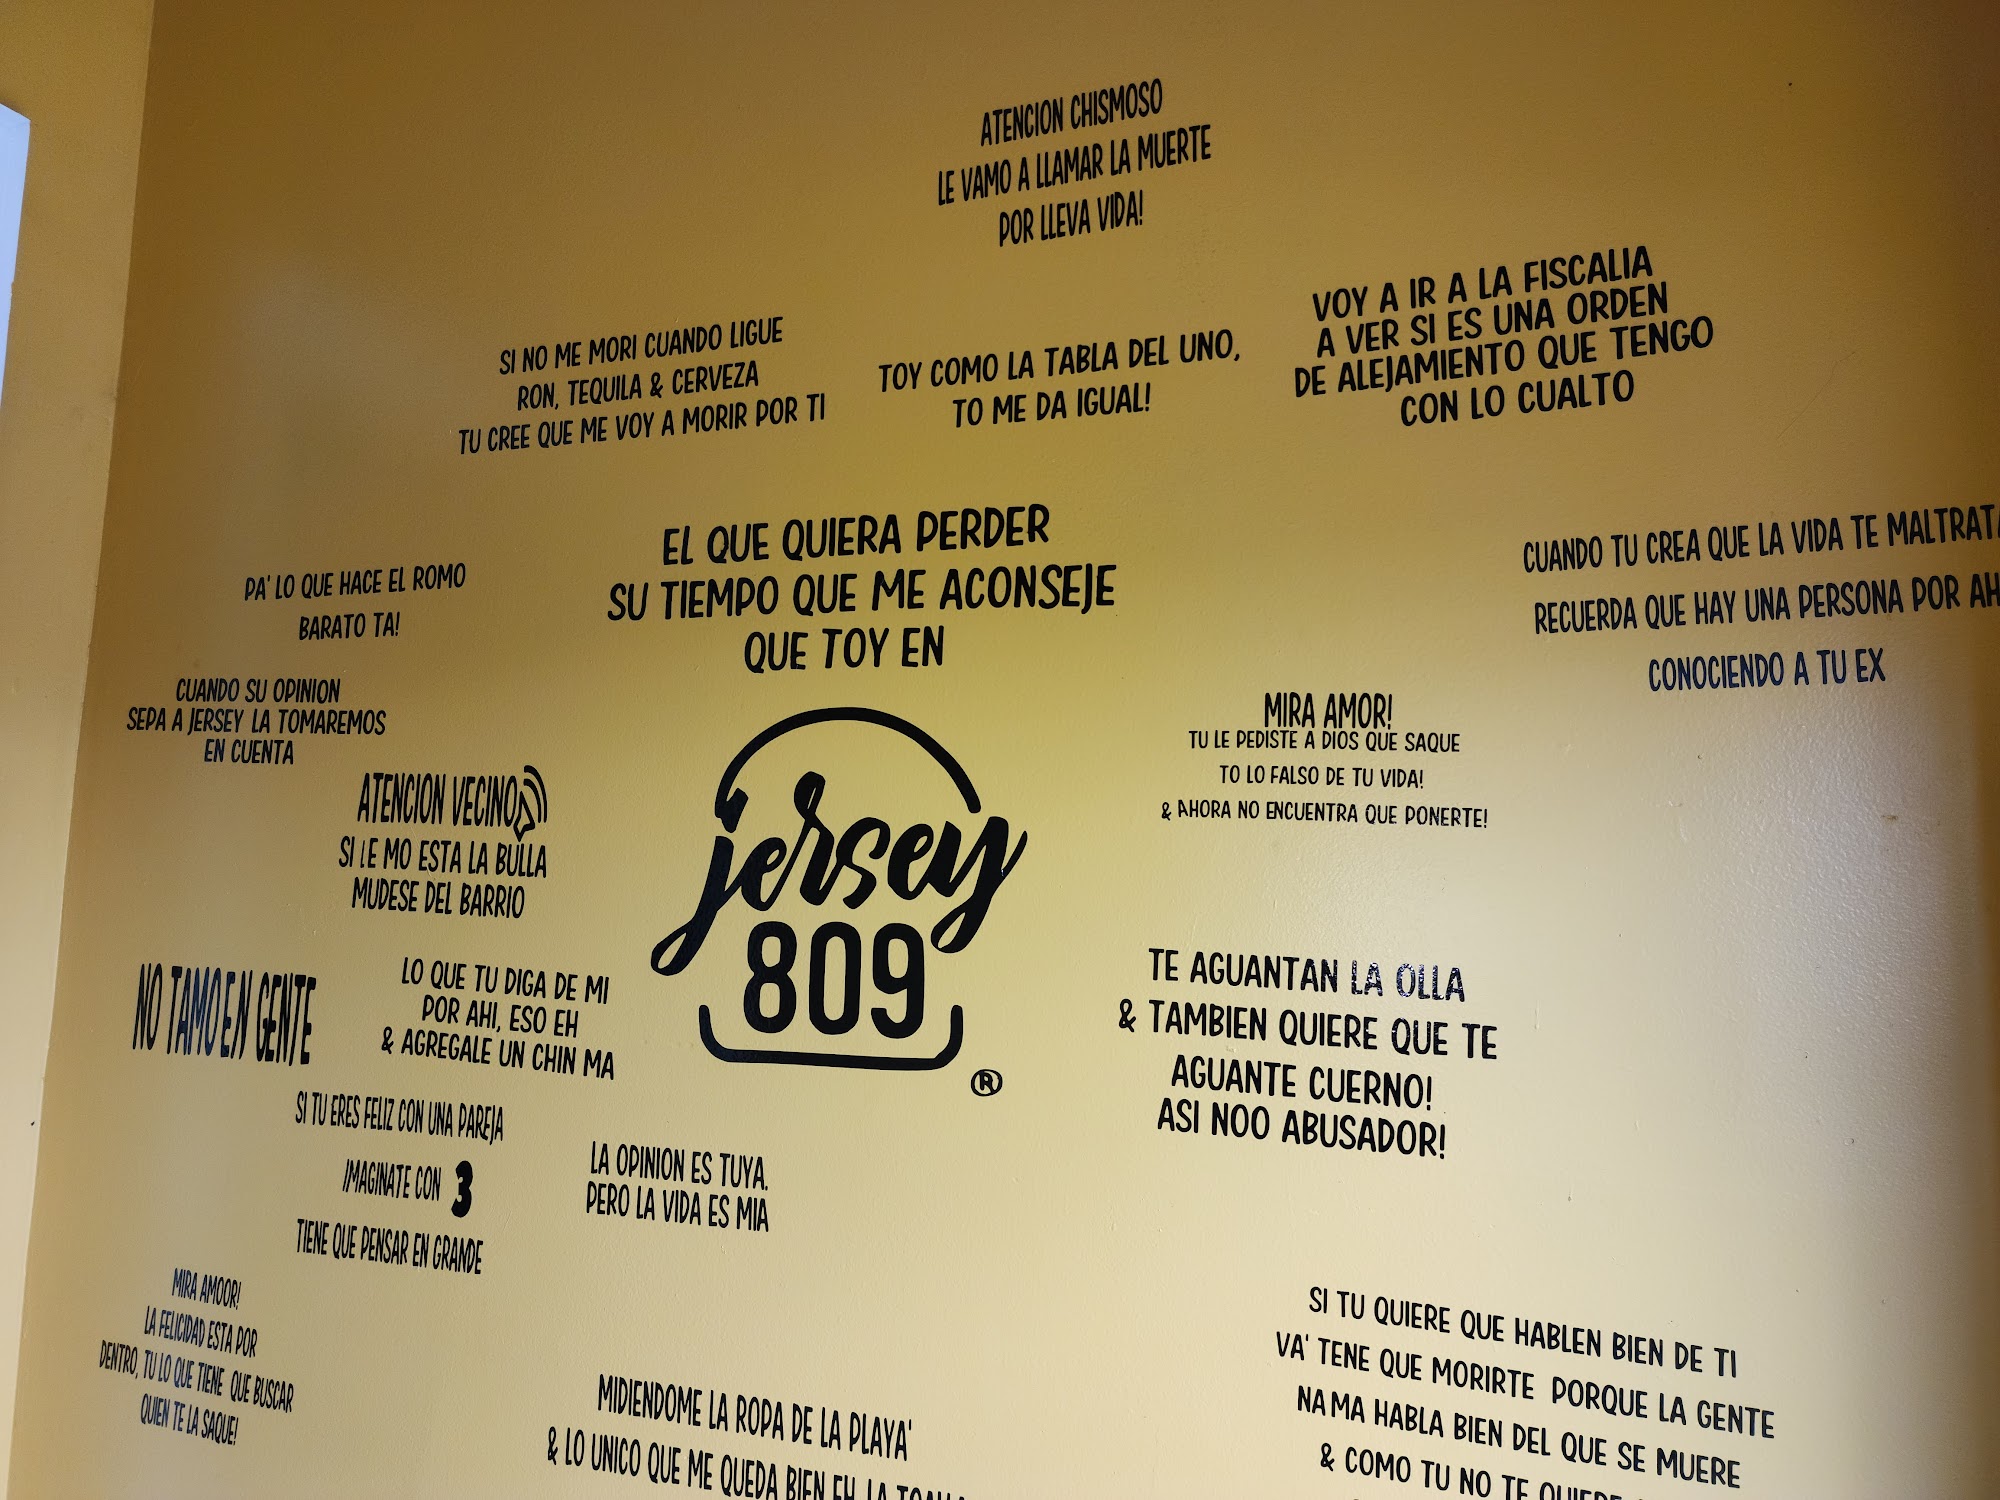 ATENCION CHISMOSO
LE VAMO A LLAMAR LA MUERTE
POR LLEVA VIDA!
SI NO ME MORI CUANDO LIGUE
RON, TEQUILA & CERVEZA
TU CREE QUE ME VOY A MORIR POR TI
TOY COMO LA TABLA DEL UNO,
TO ME DA IGUAL!
VOY A IR A LA FISCALIA
A VER SI ES UNA ORDEN
DE ALEJAMIENTO QUE TENGO
CON LO CUALTO
EL QUE QUIERA PERDER
SU TIEMPO QUE ME ACONSEJE
QUE TOY EN
jersey
809
®
CUANDO TU CREA QUE LA VIDA TE MALTRATA
RECUERDA QUE HAY UNA PERSONA POR AH
CONOCIENDO A TU EX
PA' LO QUE HACE EL ROMO
BARATO TA!
CUANDO SU OPINION
SEPA A JERSEY LA TOMAREMOS
EN CUENTA
ATENCION VECINO
SI LE MO ESTA LA BULLA
MUDESE DEL BARRIO
MIRA AMOR!
TU LE PEDISTE A DIOS QUE SAQUE
TO LO FALSO DE TU VIDA!
& AHORA NO ENCUENTRA QUE PONERTE!
NO TAMO EN GENTE
LO QUE TU DIGA DE MI
POR AHI, ESO EH
& AGREGALE UN CHIN MA
TE AGUANTAN LA OLLA
& TAMBIEN QUIERE QUE TE
AGUANTE CUERNO!
ASI NOO ABUSADOR!
SI TU ERES FELIZ CON UNA PAREJA
IMAGINATE CON 3
TIENE QUE PENSAR EN GRANDE
LA OPINION ES TUYA.
PERO LA VIDA ES MIA
MIRA AMOOR!
LA FELICIDAD ESTA POR
DENTRO, TU LO QUE TIENE QUE BUSCAR
QUIEN TE LA SAQUE!
MIDIENDOME LA ROPA DE LA PLAYA'
& LO UNICO QUE ME QUEDA BIEN EH LA
SI TU QUIERE QUE HABLEN BIEN DE TI
VA' TENE QUE MORIRTE PORQUE LA GENTE
NA MA HABLA BIEN DEL QUE SE MUERE
& COMO TU NO TE QUIERE